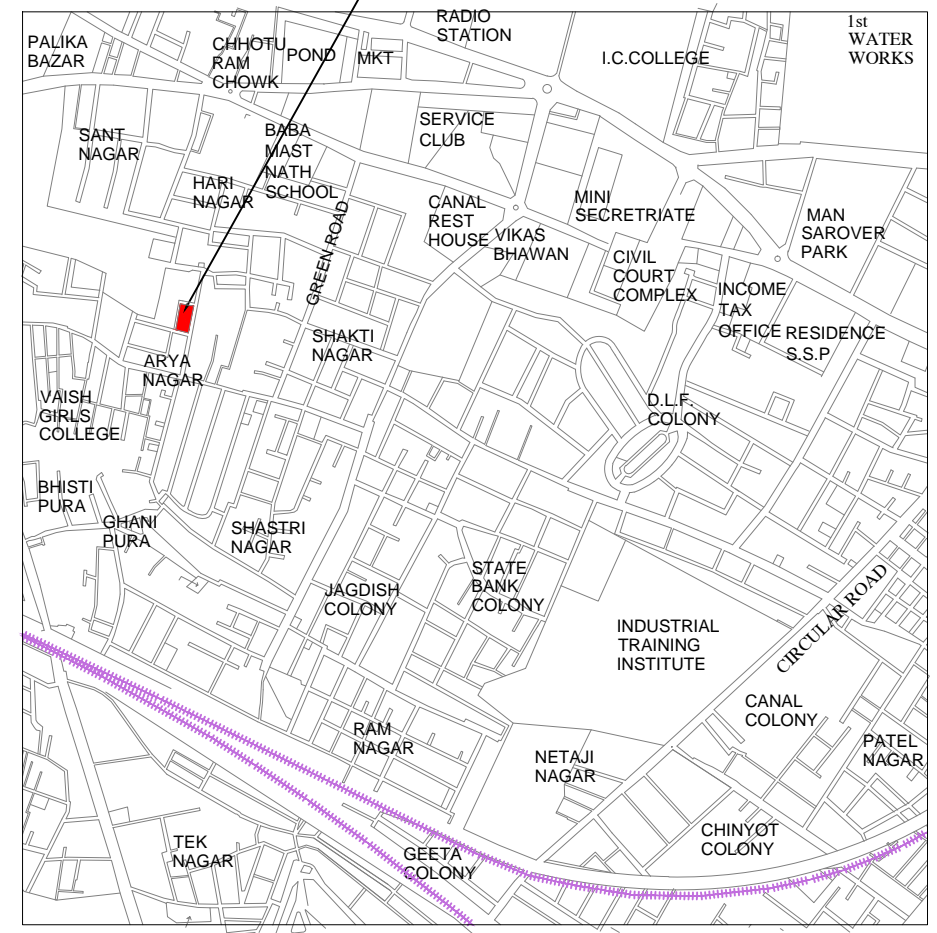 RADIO
STATION
1st
WATER
WORKS
PALIKA
BAZAR
CHHOTU
RAM
CHOWK
POND
MKT
I.C.COLLEGE
SERVICE
CLUB
SANT
NAGAR
BABA
MAST
NATH
SCHOOL
HARI
NAGAR
CANAL
REST
HOUSE
MINI
SECRETRIATE
VIKAS
BHAWAN
MAN
SAROVER
PARK
GREEN ROAD
CIVIL
COURT
COMPLEX
INCOME
TAX
OFFICE
RESIDENCE
S.S.P
SHAKTI
NAGAR
ARYA
NAGAR
VAISH
GIRLS
COLLEGE
D.L.F.
COLONY
BHISTI
PURA
GHANI
PURA
SHASTRI
NAGAR
JAGDISH
COLONY
STATE
BANK
COLONY
CIRCULAR ROAD
INDUSTRIAL
TRAINING
INSTITUTE
CANAL
COLONY
RAM
NAGAR
NETAJI
NAGAR
PATEL
NAGAR
TEK
NAGAR
GEETA
COLONY
CHINYOT
COLONY